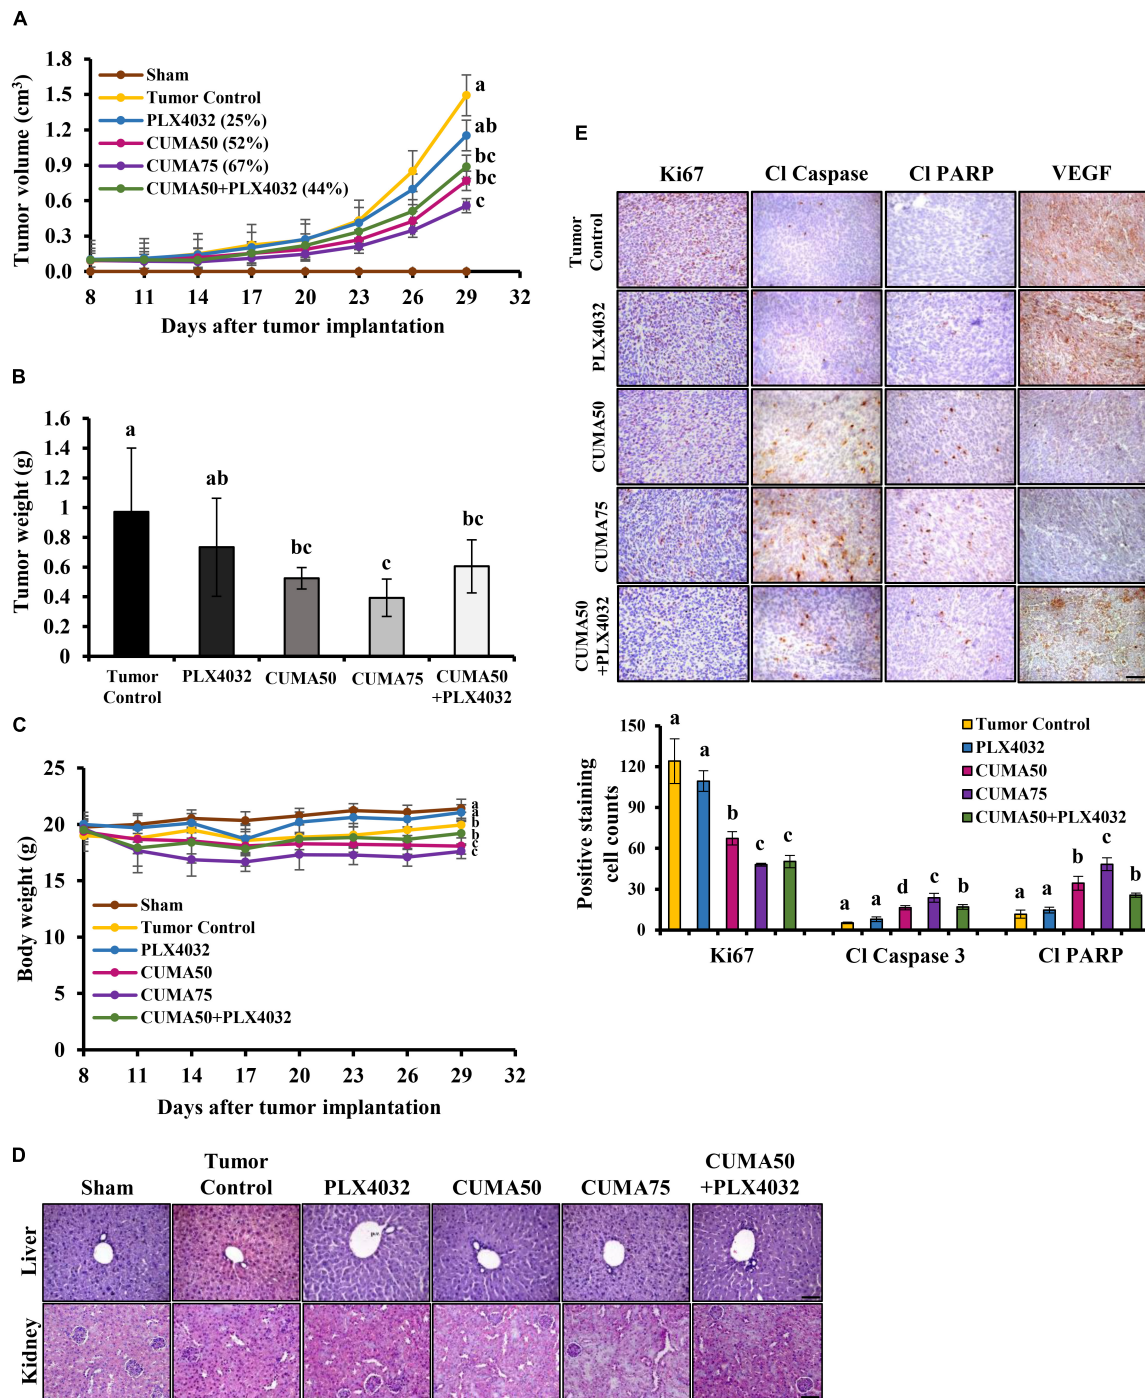 A
Tumor volume (cm³)
1.8
1.5
1.2
0.9
0.6
0.3
0.0
Sham
Tumor Control
PLX4032 (25%)
CUMA50 (52%)
CUMA75 (67%)
CUMA50+PLX4032 (44%)
a
ab
bc
bc
c
8 11 14 17 20 23 26 29 32
Days after tumor implantation
B
Tumor weight (g)
1.6
1.4
1.2
1
0.8
0.6
0.4
0.2
0
a
ab
bc
c
bc
Tumor
Control
PLX4032
CUMA50
CUMA75
CUMA50
+PLX4032
C
Body weight (g)
25
20
15
10
5
0
a
a
b
b
c
c
Sham
Tumor Control
PLX4032
CUMA50
CUMA75
CUMA50+PLX4032
8 11 14 17 20 23 26 29 32
Days after tumor implantation
D
Sham
Tumor
Control
PLX4032
CUMA50
CUMA75
CUMA50
+PLX4032
Liver
Kidney
E
Ki67
Cl Caspase
Cl PARP
VEGF
Tumor
Control
PLX4032
CUMA50
CUMA75
CUMA50
+PLX4032
Positive staining
cell counts
150
120
90
60
30
0
Tumor Control
PLX4032
CUMA50
CUMA75
CUMA50+PLX4032
a a b c c
a a d c b
a a b c b
Ki67
Cl Caspase 3
Cl PARP